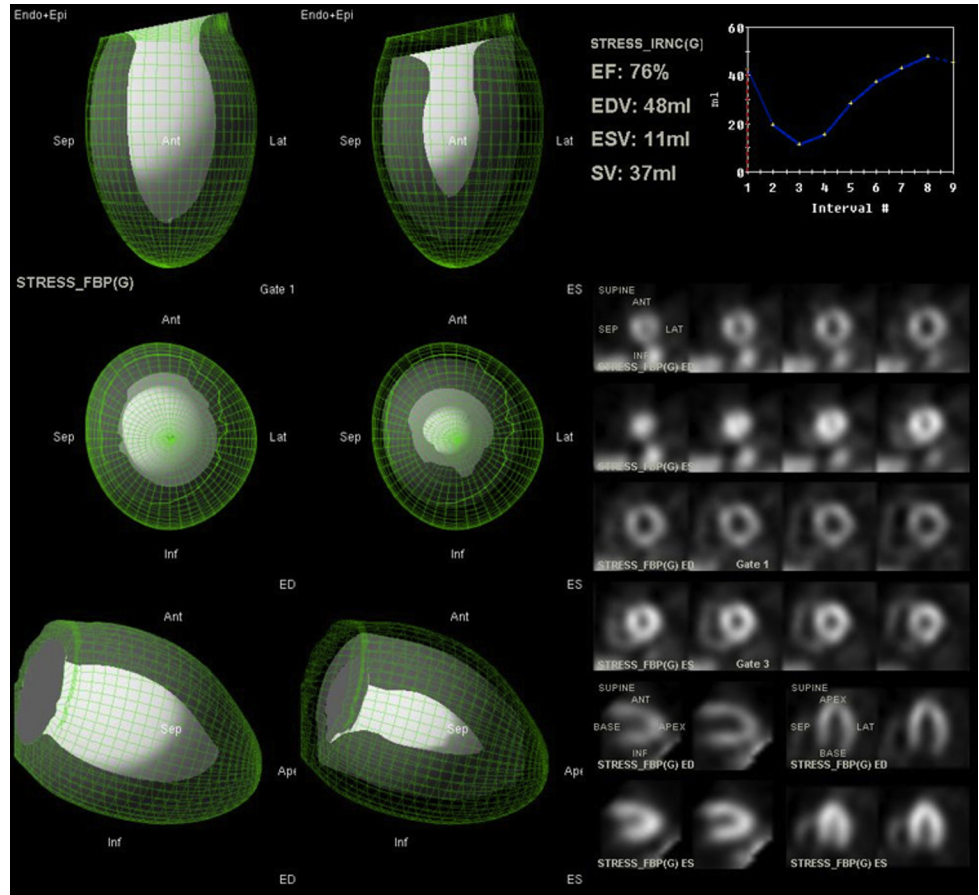 Endo+Epi
Sep
Ant
Lat
Endo+Epi
Sep
Ant
Lat
STRESS_IRNC(G)
EF: 76%
EDV: 48ml
ESV: 11ml
SV: 37ml
60
40
20
0
ml
1 2 3 4 5 6 7 8 9
Interval #
STRESS_FBP(G)
Gate 1
ES
Ant
Sep
Lat
Inf
ED
Ant
Sep
Lat
Inf
ES
Ant
Sep
Ape
Inf
ED
Ant
Sep
Ape
Inf
ES
SUPINE
ANT
SEP LAT
INF
STRESS_FBP(G) ED
STRESS_FBP(G) ES
STRESS_FBP(G) ED Gate 1
STRESS_FBP(G) ES Gate 3
SUPINE
ANT
BASE APEX
INF
STRESS_FBP(G) ED
SUPINE
APEX
SEP LAT
BASE
STRESS_FBP(G) ED
STRESS_FBP(G) ES
STRESS_FBP(G) ES